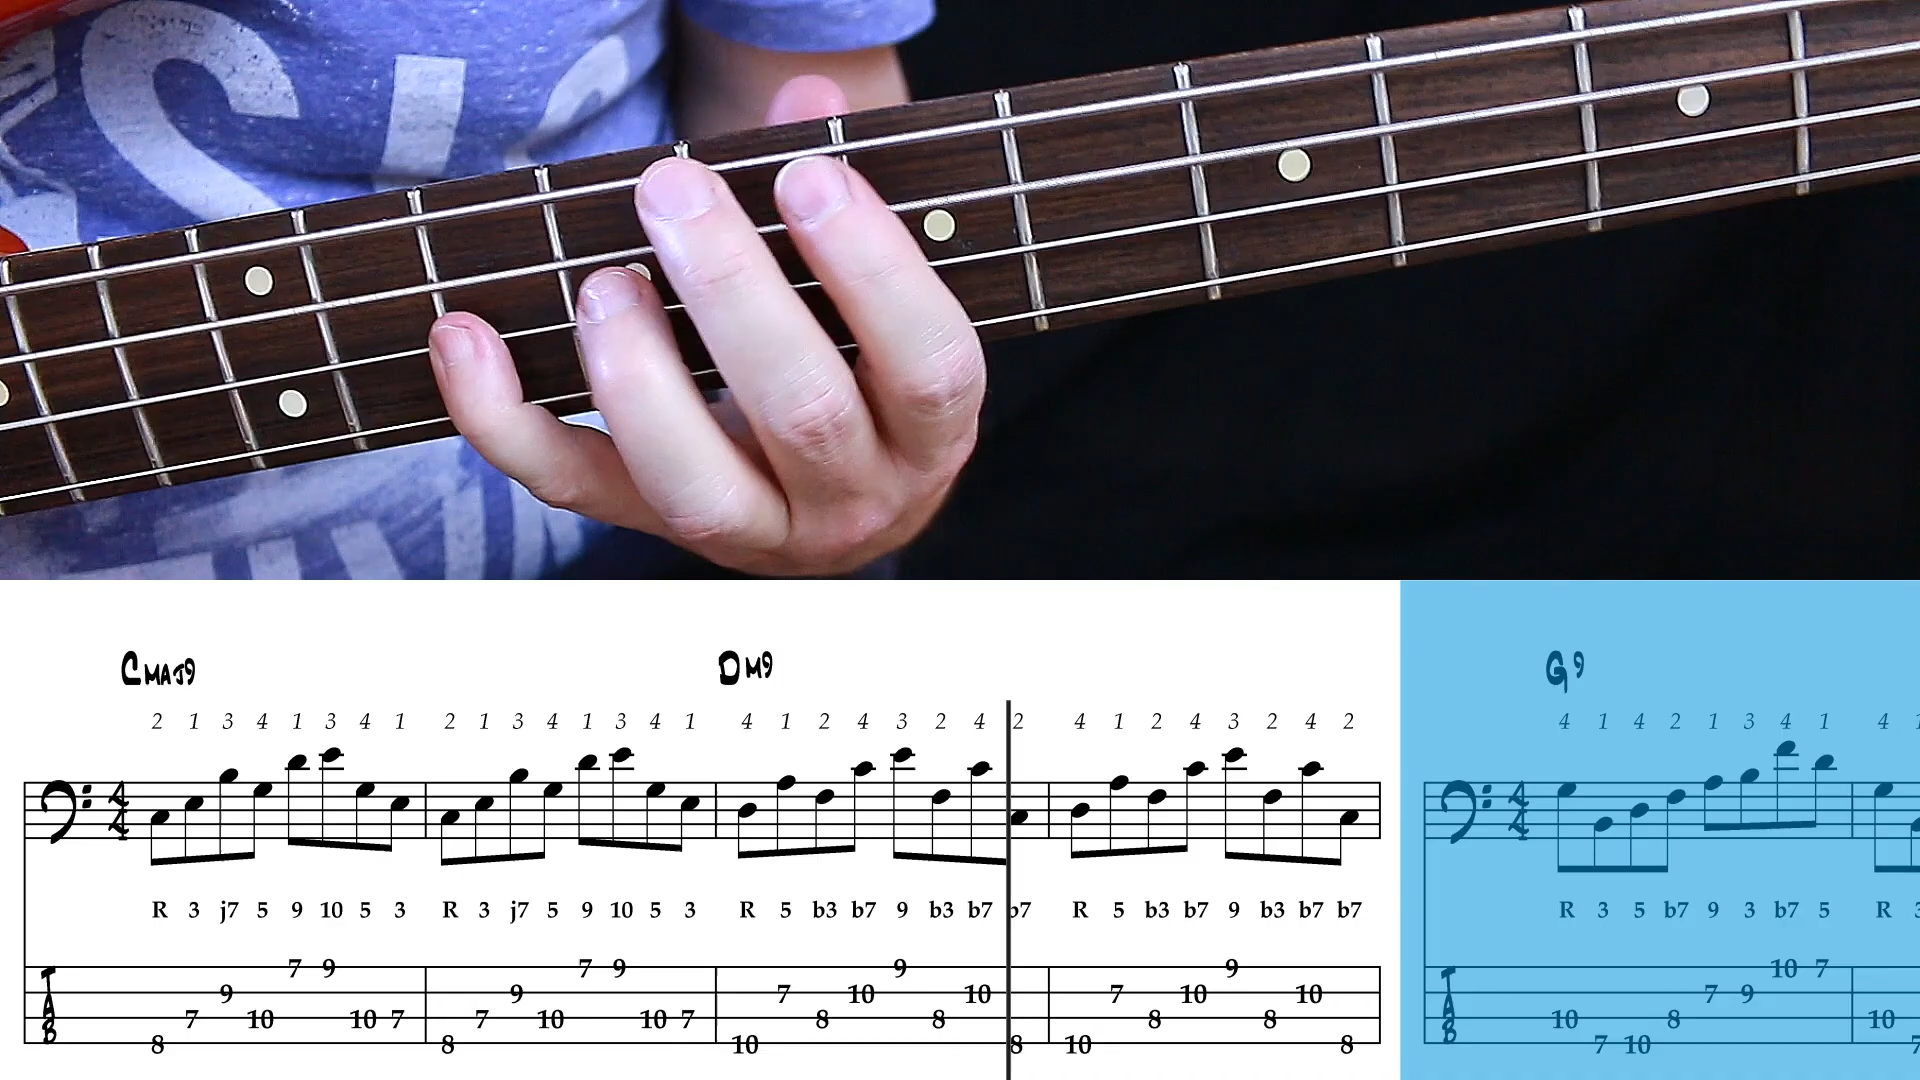 CMAJ9 DM9 G9
2 1 3 4 1 3 4 1 2 1 3 4 1 3 4 1 4 1 2 4 3 2 4 2 4 1 2 4 3 2 4 2 4 1 4 2 1 3 4 1 4
4 4
4 4
R 3 j7 5 9 10 5 3 R 3 j7 5 9 10 5 3 R 5 b3 b7 9 b3 b7 b7 R 5 b3 b7 9 b3 b7 b7 R 3 5 b7 9 3 b7 5 R
T 7 9 7 9 9 9 T 10 7
A 9 9 7 10 10 7 10 10 A 7 9
B 7 10 10 7 7 10 10 7 8 8 8 8 B 10 8 10
8 8 10 8 10 8 7 10